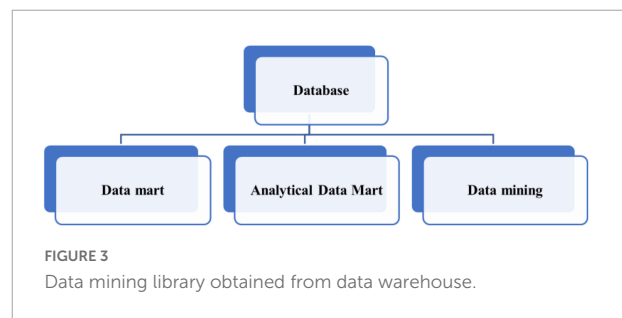 Database
Data mart
Analytical Data Mart
Data mining
FIGURE 3
Data mining library obtained from data warehouse.